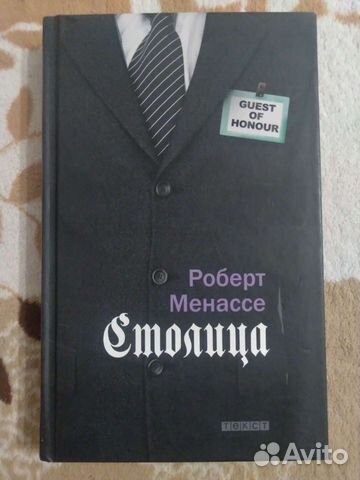 GUEST
OF
HONOUR
Роберт
Менассе
Столица
ТЕКСТ
Avito